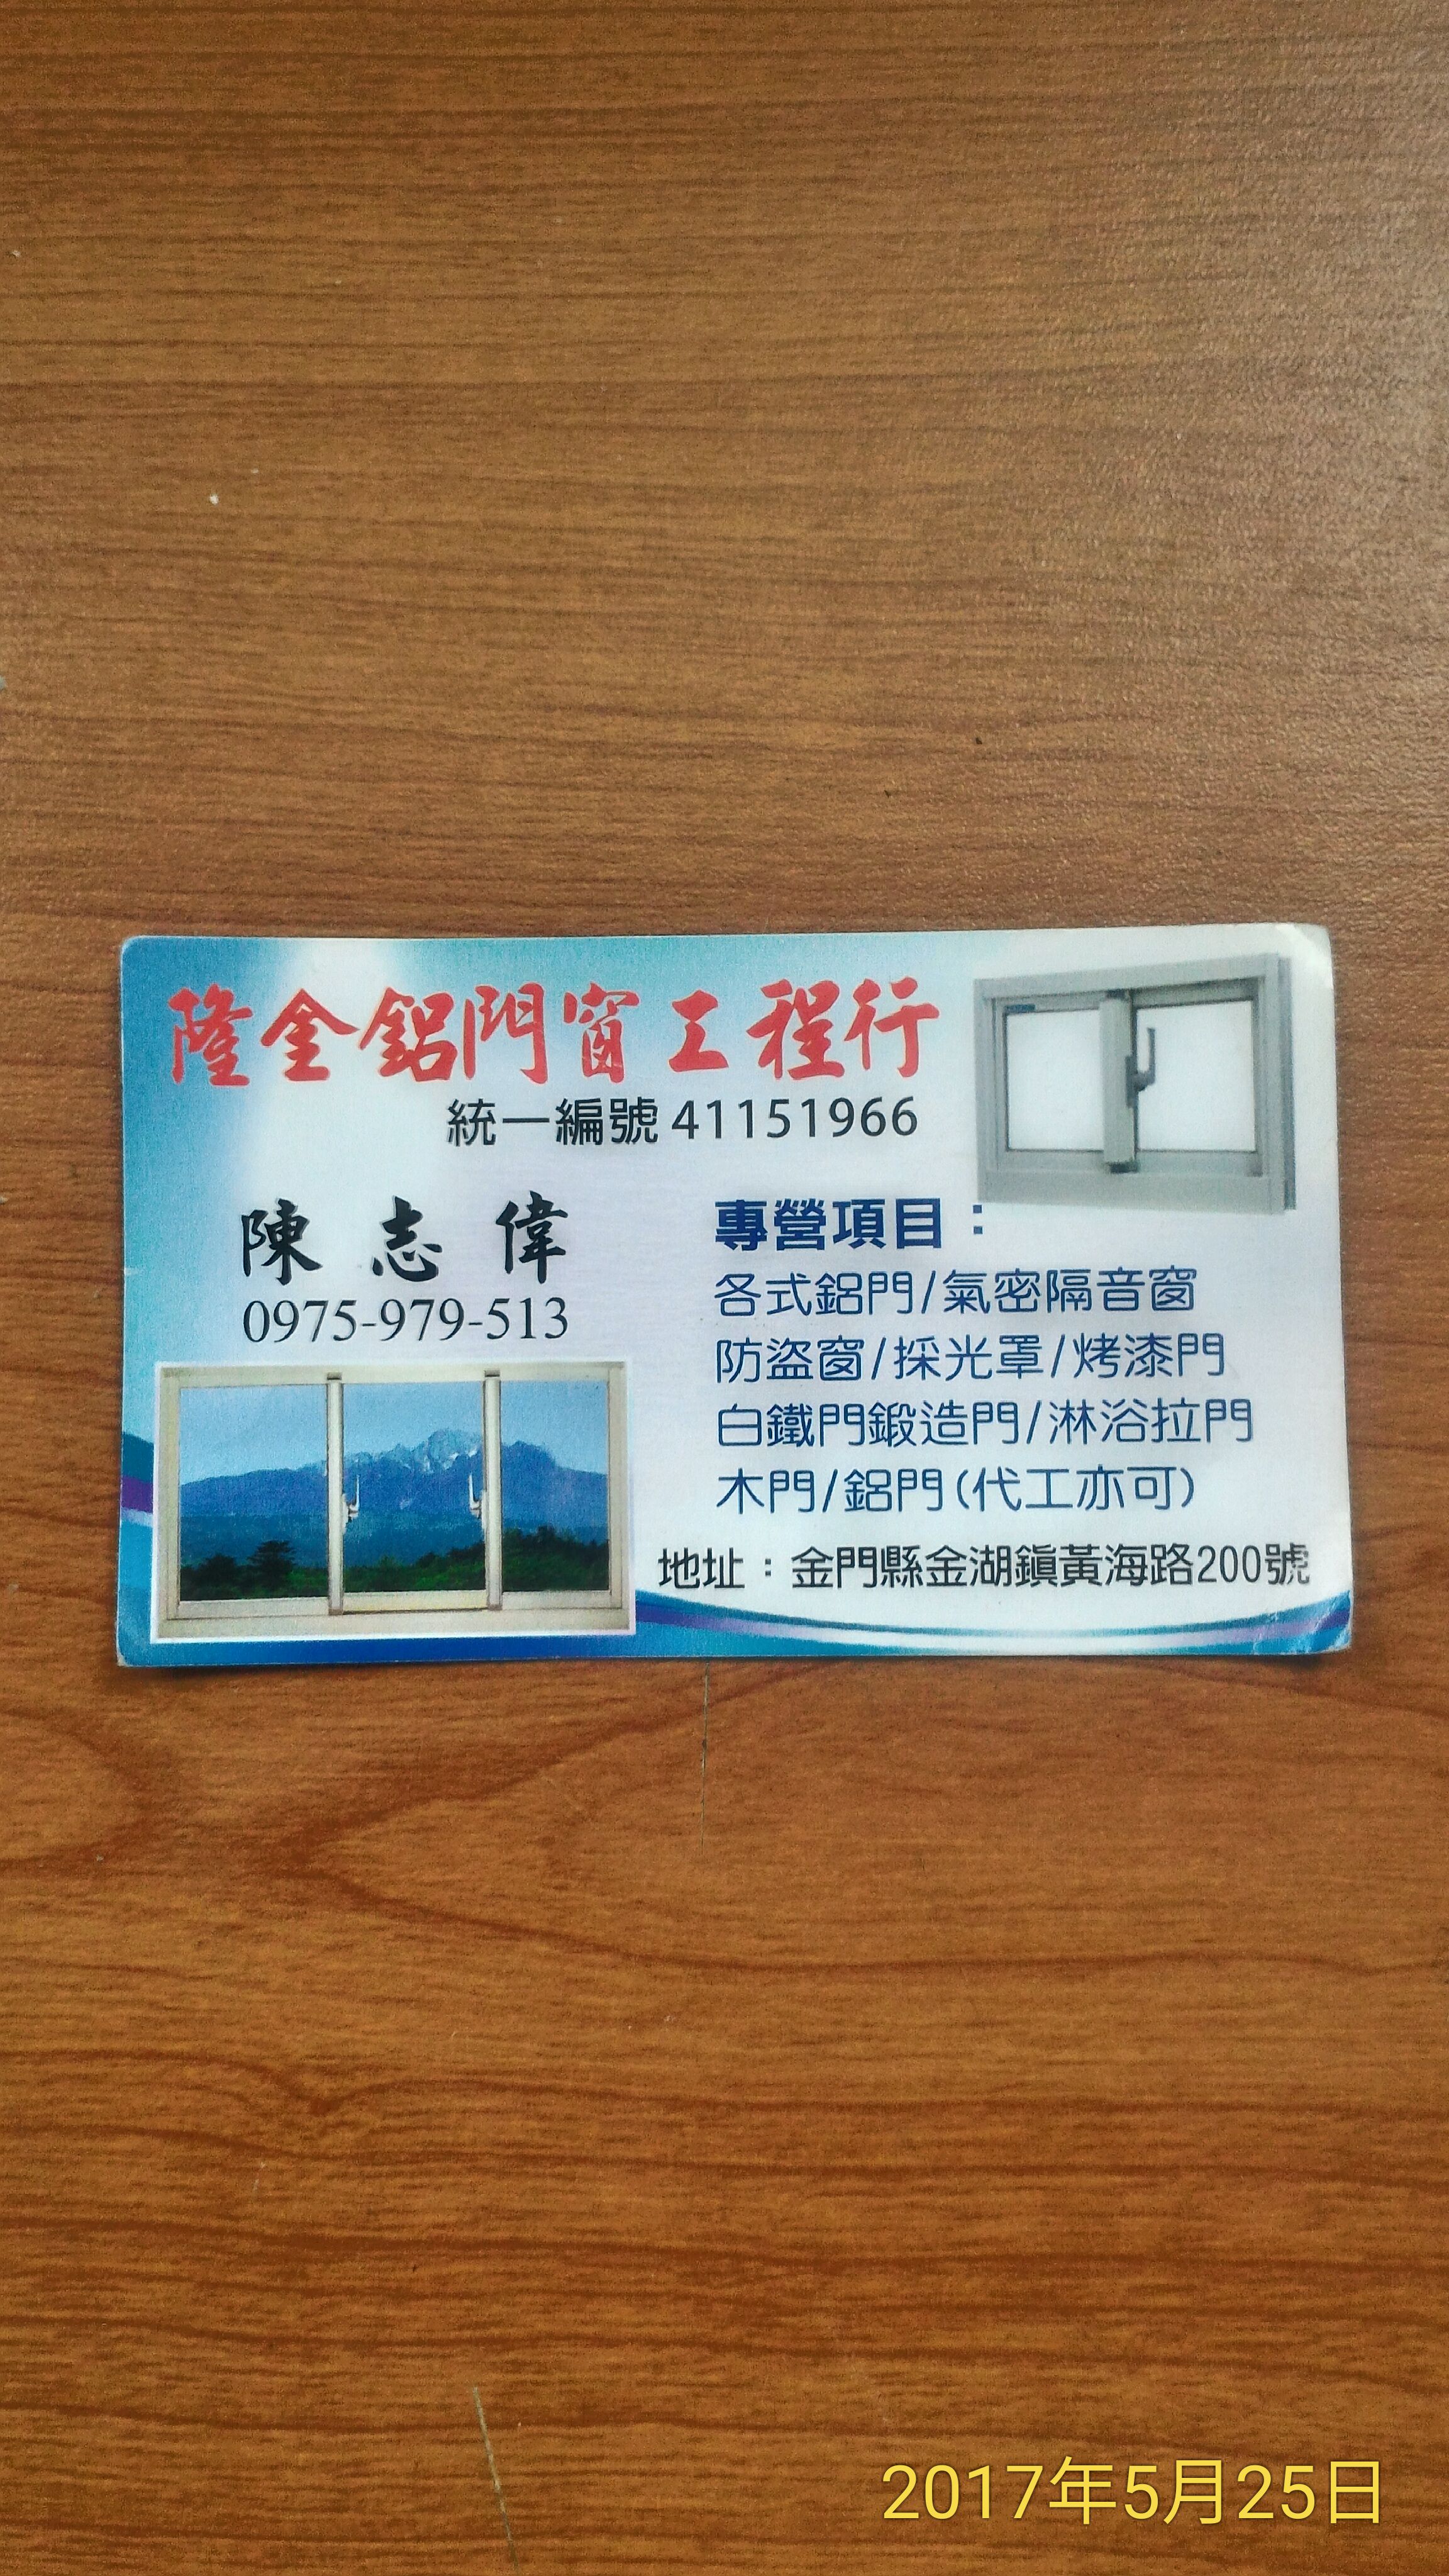 隆金鋁門窗工程行
統一編號 41151966
陳志偉
0975-979-513
專營項目：
各式鋁門/氣密隔音窗
防盜窗/採光罩/烤漆門
白鐵門鍛造門/淋浴拉門
木門/鋁門(代工亦可)
地址：金門縣金湖鎮黃海路200號
2017年5月25日